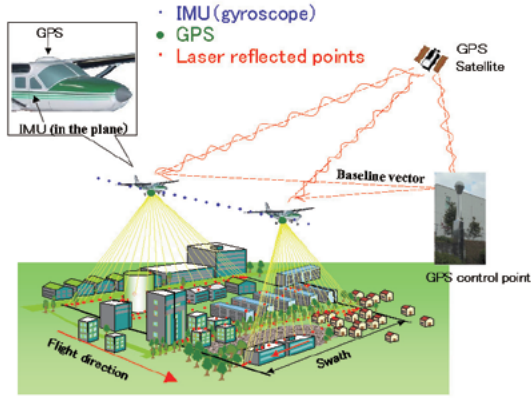 IMU(gyroscope)
GPS
Laser reflected points
GPS
IMU (in the plane)
GPS
Satellite
Baseline vector
GPS control point
Flight direction
Swath